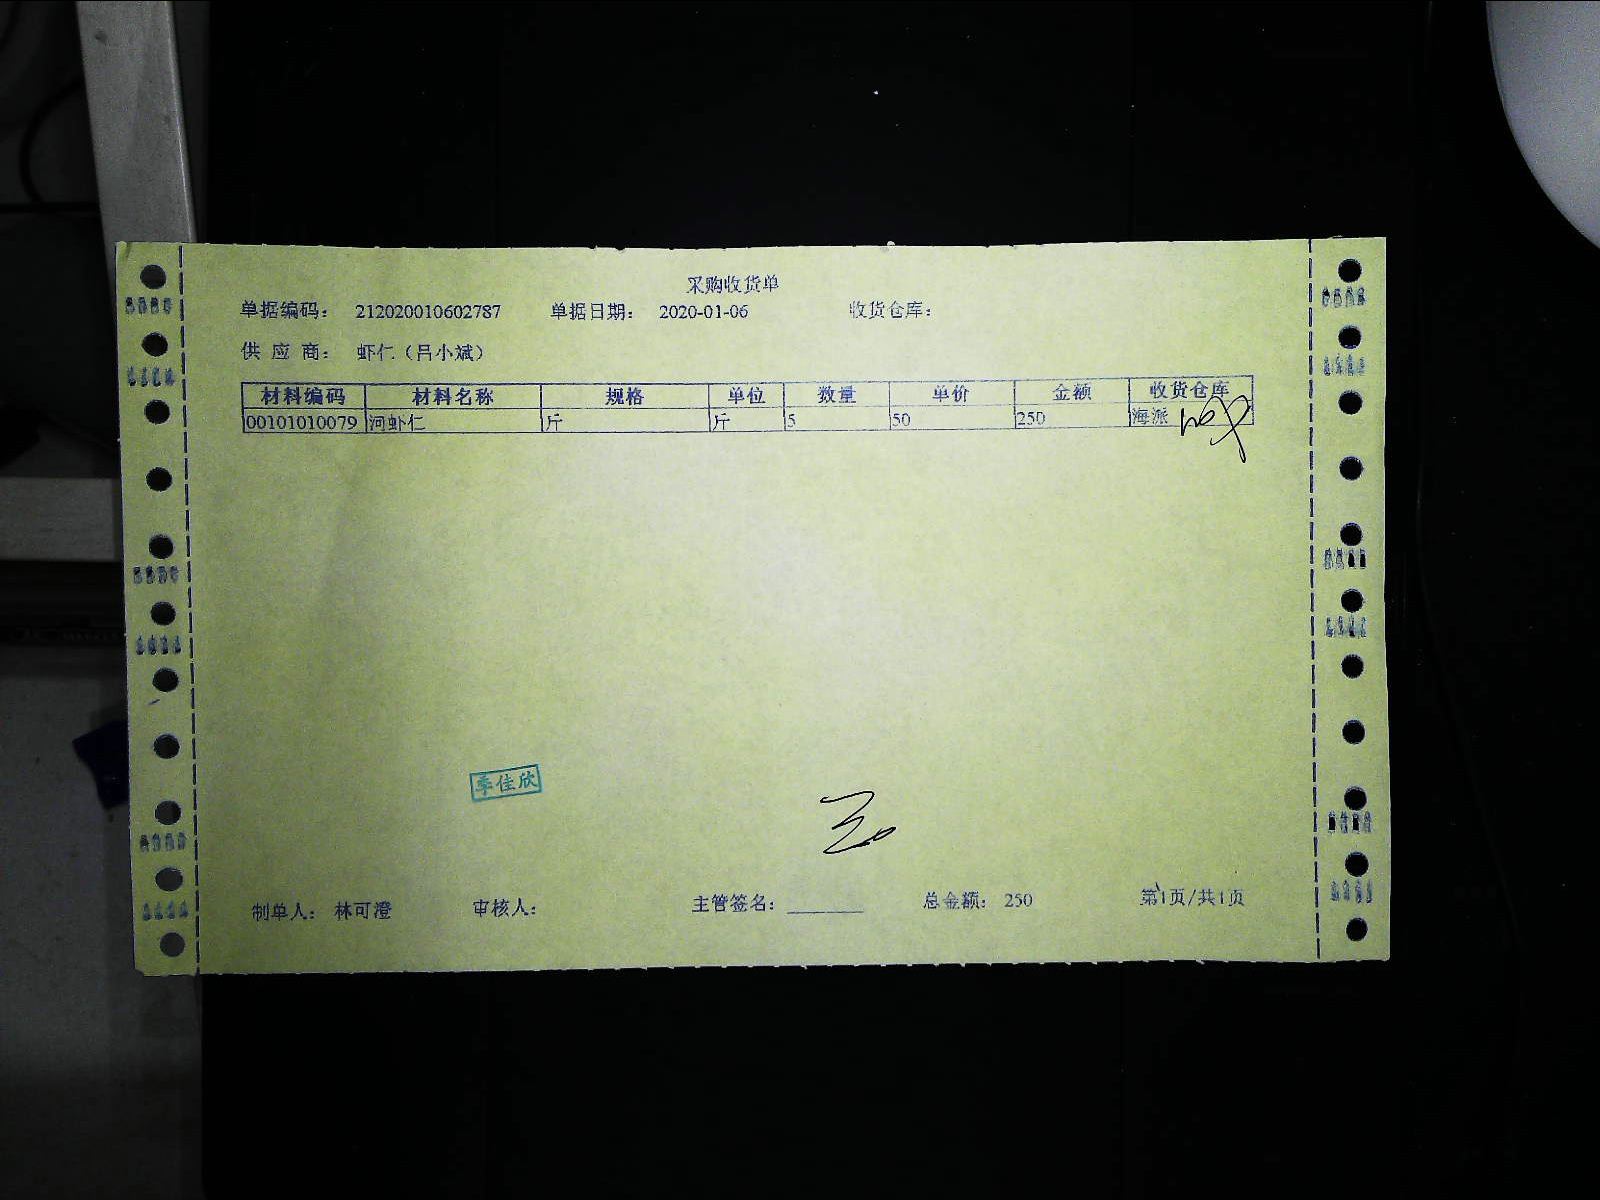 采购收货单
单据编码: 212020010602787 单据日期: 2020-01-06 收货仓库:
供应商: 虾仁（吕小斌）
材料编码 材料名称 规格 单位 数量 单价 金额 收货仓库
00101010079 河虾仁 斤 斤 5 50 250 海派
季佳欣
制单人: 林可澄 审核人: 主管签名: 总金额: 250 第1页/共1页